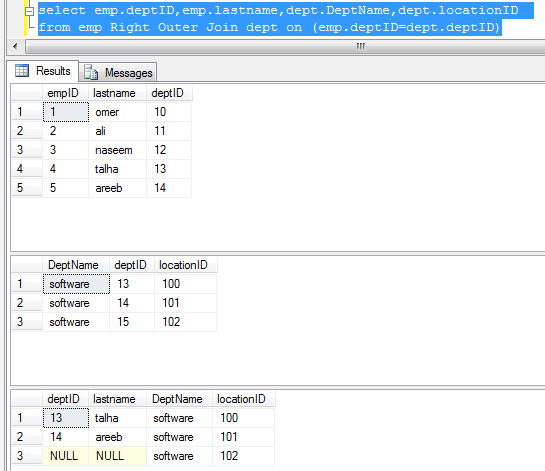 select emp.deptID,emp.lastname,dept.DeptName,dept.locationID
from emp Right Outer Join dept on (emp.deptID=dept.deptID)
Results Messages
empID lastname deptID
1 1 omer 10
2 2 ali 11
3 3 naseem 12
4 4 talha 13
5 5 areeb 14
DeptName deptID locationID
1 software 13 100
2 software 14 101
3 software 15 102
deptID lastname DeptName locationID
1 13 talha software 100
2 14 areeb software 101
3 NULL NULL software 102